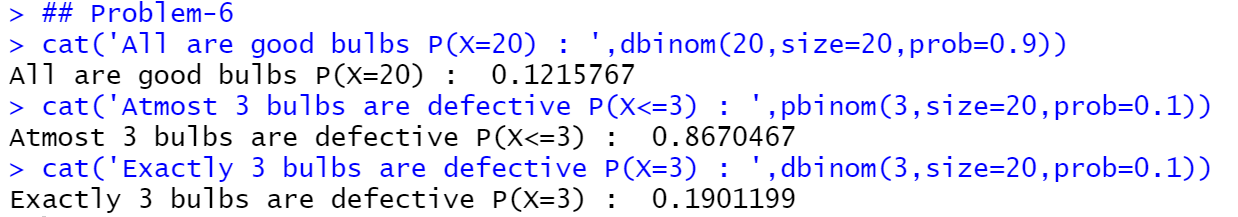 > ## Problem-6
> cat('All are good bulbs P(X=20) : ',dbinom(20,size=20,prob=0.9))
All are good bulbs P(X=20) :  0.1215767
> cat('Atmost 3 bulbs are defective P(X<=3) : ',pbinom(3,size=20,prob=0.1))
Atmost 3 bulbs are defective P(X<=3) :  0.8670467
> cat('Exactly 3 bulbs are defective P(X=3) : ',dbinom(3,size=20,prob=0.1))
Exactly 3 bulbs are defective P(X=3) :  0.1901199